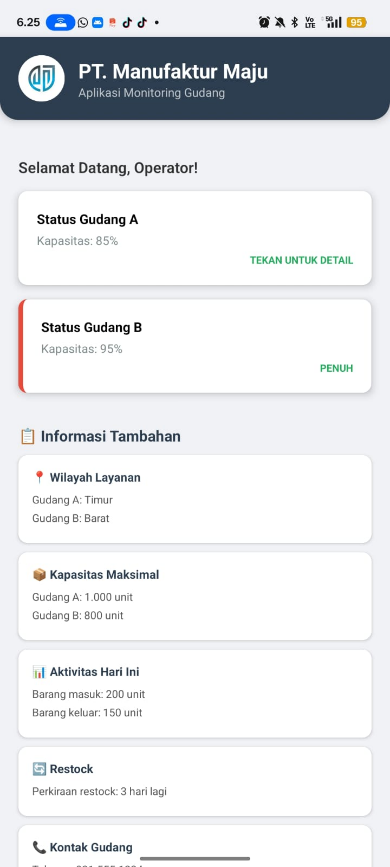 6.25
Vo LTE 5G 95
PT. Manufaktur Maju
Aplikasi Monitoring Gudang
Selamat Datang, Operator!
Status Gudang A
Kapasitas: 85%
TEKAN UNTUK DETAIL
Status Gudang B
Kapasitas: 95%
PENUH
📋 Informasi Tambahan
📍 Wilayah Layanan
Gudang A: Timur
Gudang B: Barat
📦 Kapasitas Maksimal
Gudang A: 1.000 unit
Gudang B: 800 unit
📊 Aktivitas Hari Ini
Barang masuk: 200 unit
Barang keluar: 150 unit
🔄 Restock
Perkiraan restock: 3 hari lagi
📞 Kontak Gudang